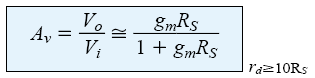 A_v = V_o / V_i ≅ g_m R_S / 1 + g_m R_S
r_d≥10R_S